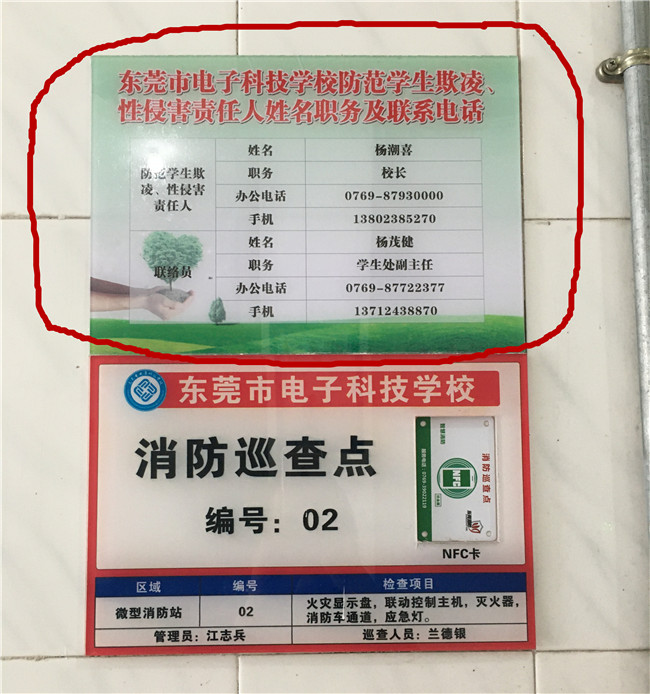 东莞市电子科技学校防范学生欺凌、
性侵害责任人姓名职务及联系电话
防范学生欺
凌、性侵害
责任人
姓名 杨潮喜
职务 校长
办公电话 0769-87930000
手机 13802385270
联络员
姓名 杨茂健
职务 学生处副主任
办公电话 0769-87722377
手机 13712438870
东莞市电子科技学校
消防巡查点
编号：02
智慧消防
NFC
消防巡查点
NFC卡
区域 编号 检查项目
微型消防站 02 火灾显示盘，联动控制主机，灭火器，
消防车通道，应急灯。
管理员：江志兵 巡查人员：兰德银